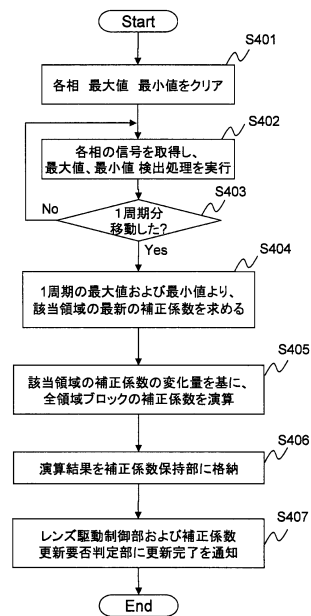 Start
S401
各相 最大値 最小値をクリア
S402
各相の信号を取得し、
最大値、最小値 検出処理を実行
S403
No
1周期分
移動した?
Yes
S404
1周期の最大値および最小値より、
該当領域の最新の補正係数を求める
S405
該当領域の補正係数の変化量を基に、
全領域ブロックの補正係数を演算
S406
演算結果を補正係数保持部に格納
S407
レンズ駆動制御部および補正係数
更新要否判定部に更新完了を通知
End